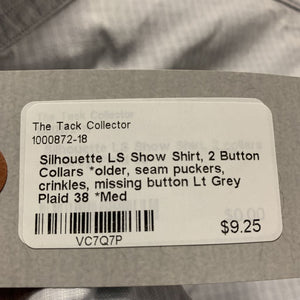 The Tack Collector
1000872-18
Silhouette LS Show Shirt, 2 Button
Collars *older, seam puckers,
crinkles, missing button Lt Grey
Plaid 38 *Med
$9.25
VC7Q7P